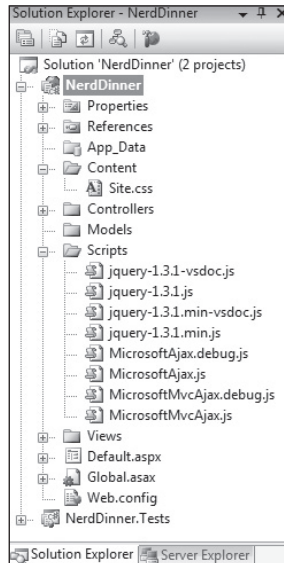 Solution Explorer - NerdDinner
Solution 'NerdDinner' (2 projects)
NerdDinner
Properties
References
App_Data
Content
Site.css
Controllers
Models
Scripts
jquery-1.3.1-vsdoc.js
jquery-1.3.1.js
jquery-1.3.1.min-vsdoc.js
jquery-1.3.1.min.js
MicrosoftAjax.debug.js
MicrosoftAjax.js
MicrosoftMvcAjax.debug.js
MicrosoftMvcAjax.js
Views
Default.aspx
Global.asax
Web.config
NerdDinner.Tests
Solution Explorer Server Explorer